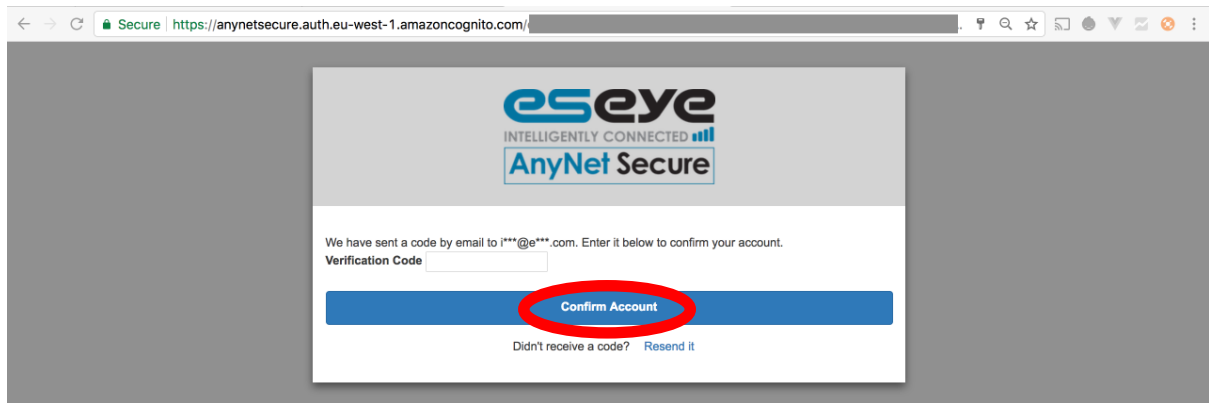 Secure https://anynetsecure.auth.eu-west-1.amazoncognito.com/
eseye
INTELLIGENTLY CONNECTED
AnyNet Secure
We have sent a code by email to i***@e***.com. Enter it below to confirm your account.
Verification Code
Confirm Account
Didn't receive a code? Resend it